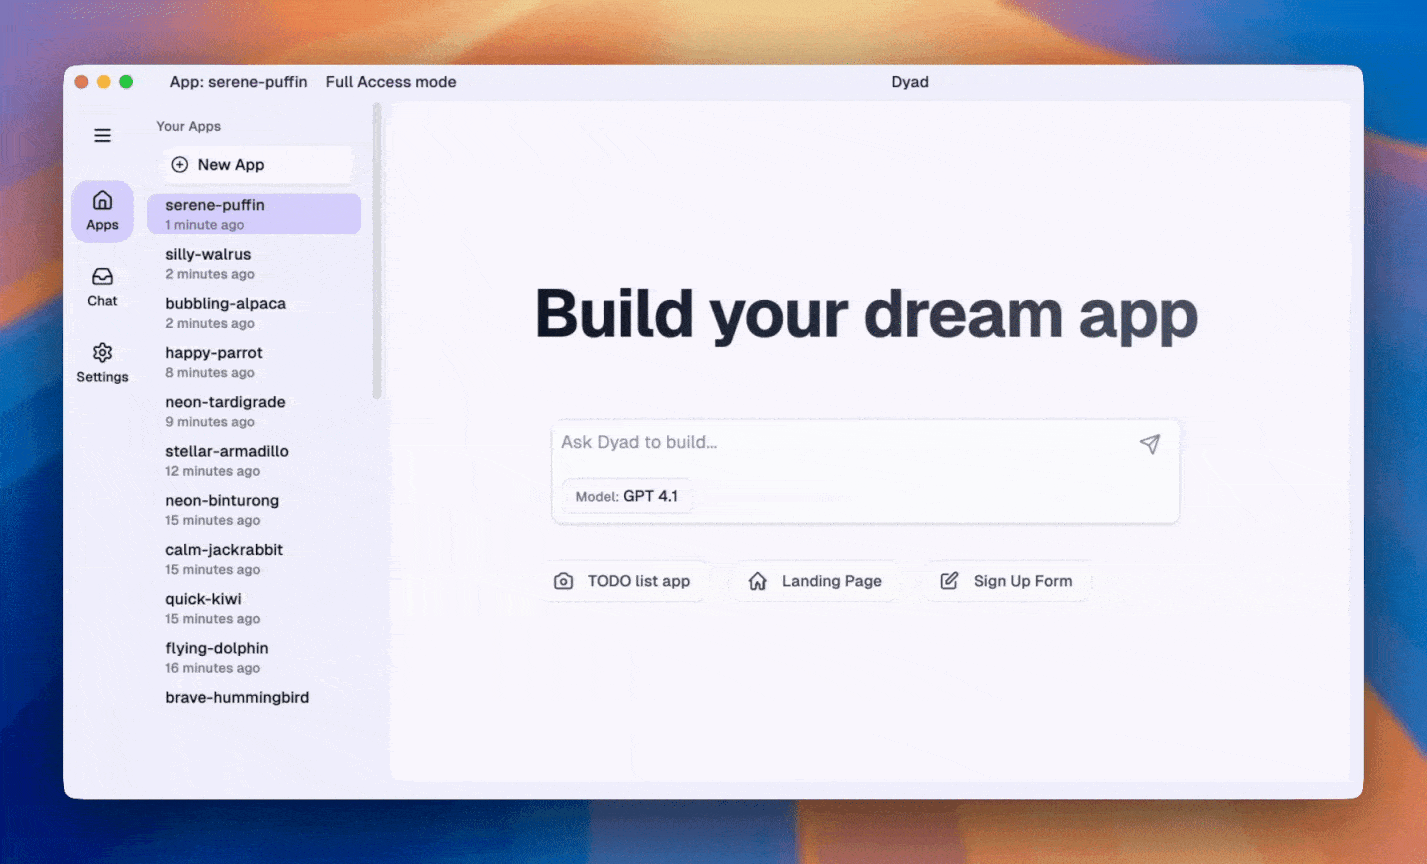 App: serene-puffin Full Access mode Dyad
Your Apps
New App
Apps
Chat
Settings
serene-puffin
1 minute ago
silly-walrus
2 minutes ago
bubbling-alpaca
2 minutes ago
happy-parrot
8 minutes ago
neon-tardigrade
9 minutes ago
stellar-armadillo
12 minutes ago
neon-binturong
15 minutes ago
calm-jackrabbit
15 minutes ago
quick-kiwi
15 minutes ago
flying-dolphin
16 minutes ago
brave-hummingbird
Build your dream app
Ask Dyad to build...
Model: GPT 4.1
TODO list app
Landing Page
Sign Up Form